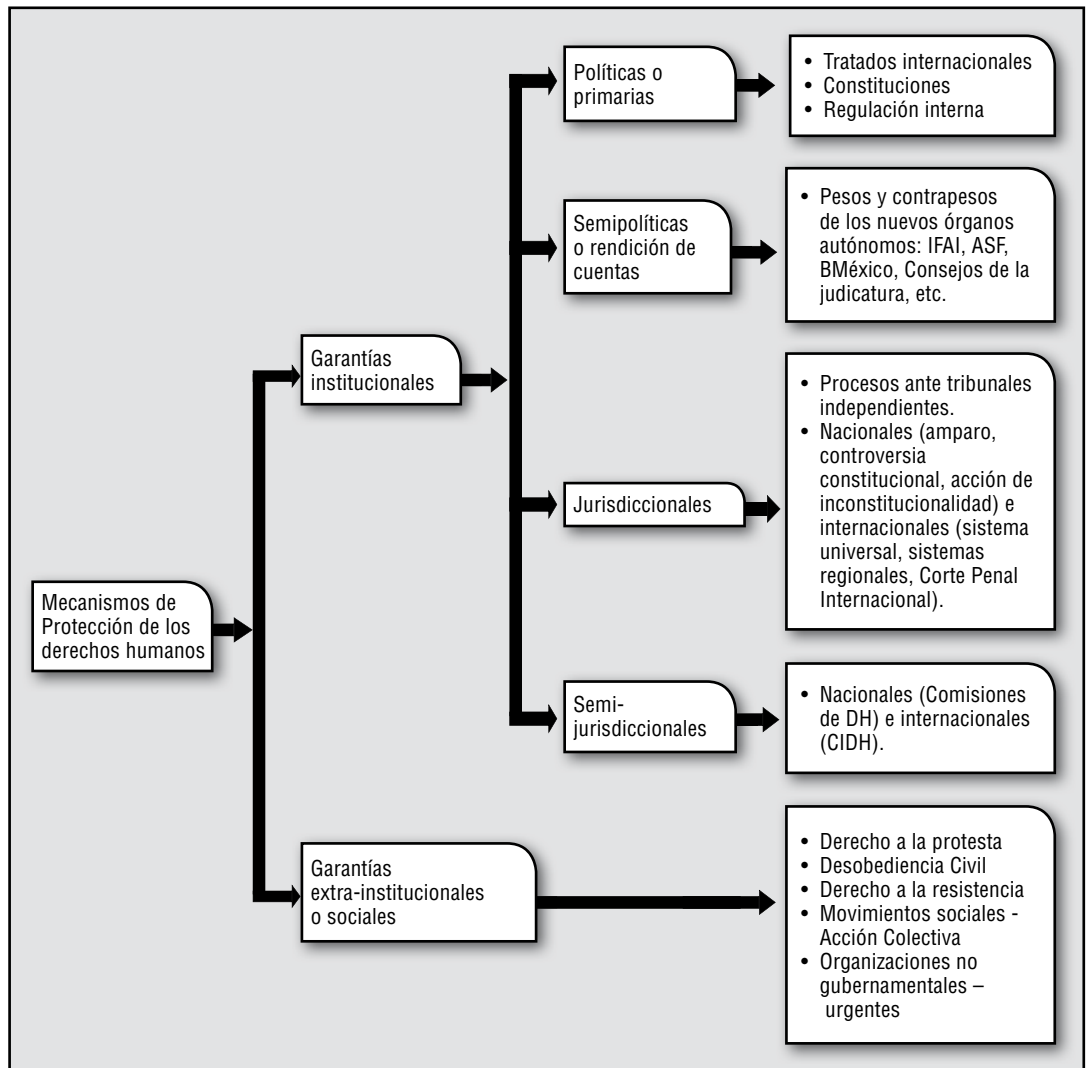 Mecanismos de
Protección de los
derechos humanos
Garantías
institucionales
Políticas o
primarias
• Tratados internacionales
• Constituciones
• Regulación interna
Semipolíticas
o rendición de
cuentas
• Pesos y contrapesos
de los nuevos órganos
autónomos: IFAI, ASF,
BMéxico, Consejos de la
judicatura, etc.
Jurisdiccionales
• Procesos ante tribunales
independientes.
• Nacionales (amparo,
controversia
constitucional, acción de
inconstitucionalidad) e
internacionales (sistema
universal, sistemas
regionales, Corte Penal
Internacional).
Semi-
jurisdiccionales
• Nacionales (Comisiones
de DH) e internacionales
(CIDH).
Garantías
extra-institucionales
o sociales
• Derecho a la protesta
• Desobediencia Civil
• Derecho a la resistencia
• Movimientos sociales -
Acción Colectiva
• Organizaciones no
gubernamentales –
urgentes